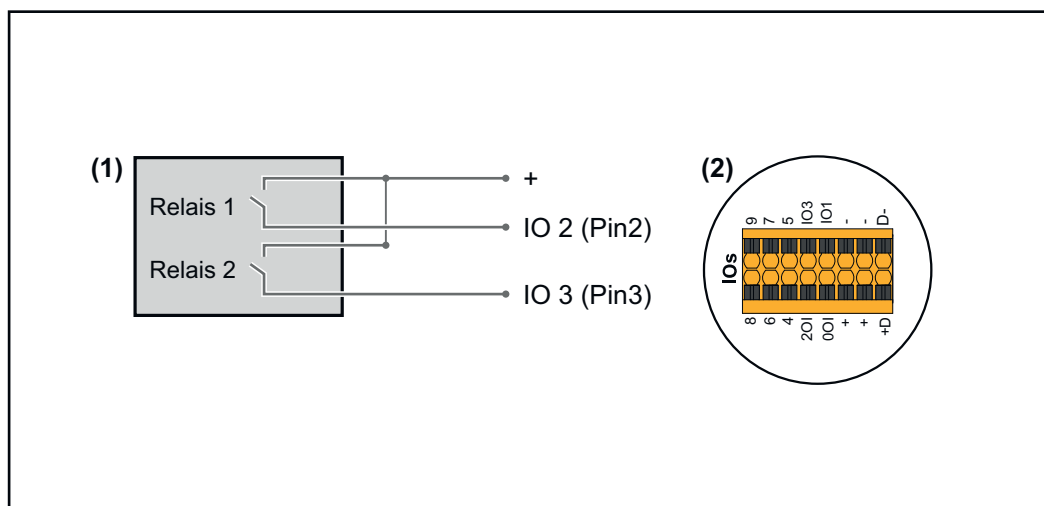 (1)
Relais 1
Relais 2
+
IO 2 (Pin2)
IO 3 (Pin3)
(2)
IOs
9 7 5 IO3 IO1 - - D-
8 6 4 IO2 IO0 + + D+